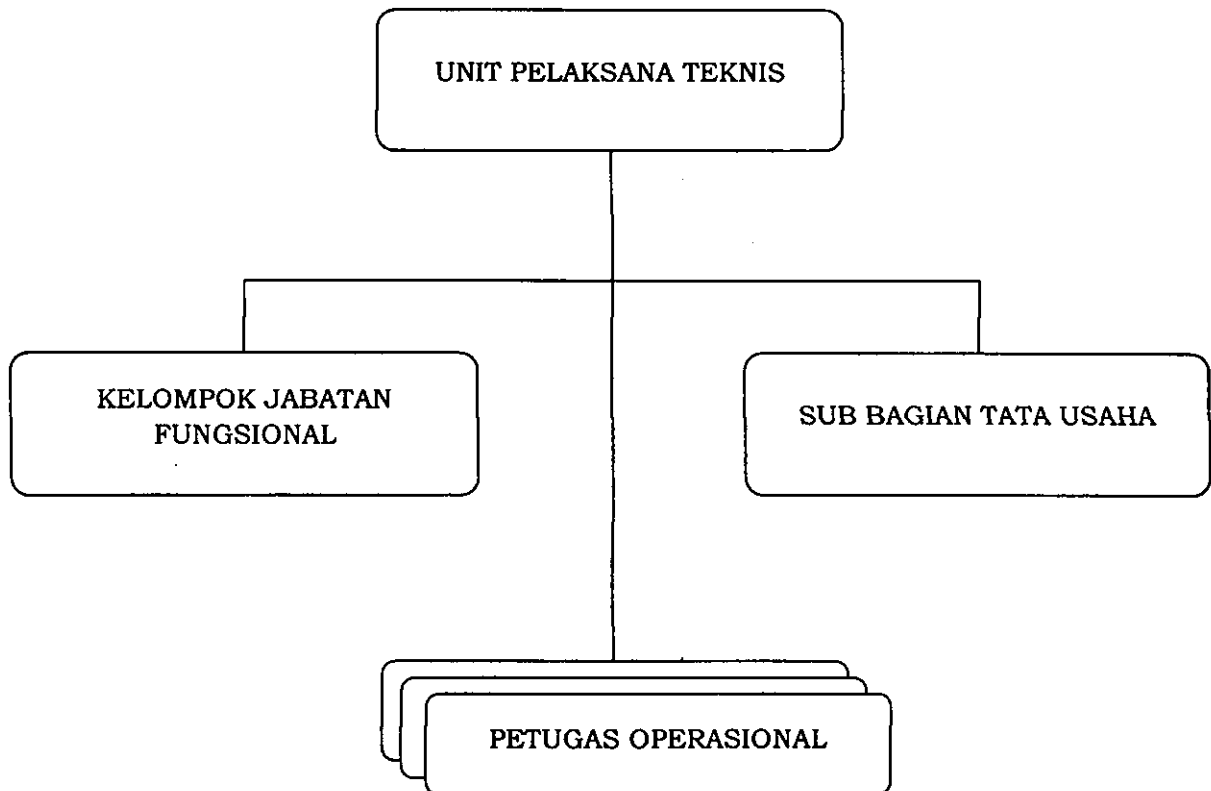 UNIT PELAKSANA TEKNIS
KELOMPOK JABATAN
FUNGSIONAL
SUB BAGIAN TATA USAHA
PETUGAS OPERASIONAL